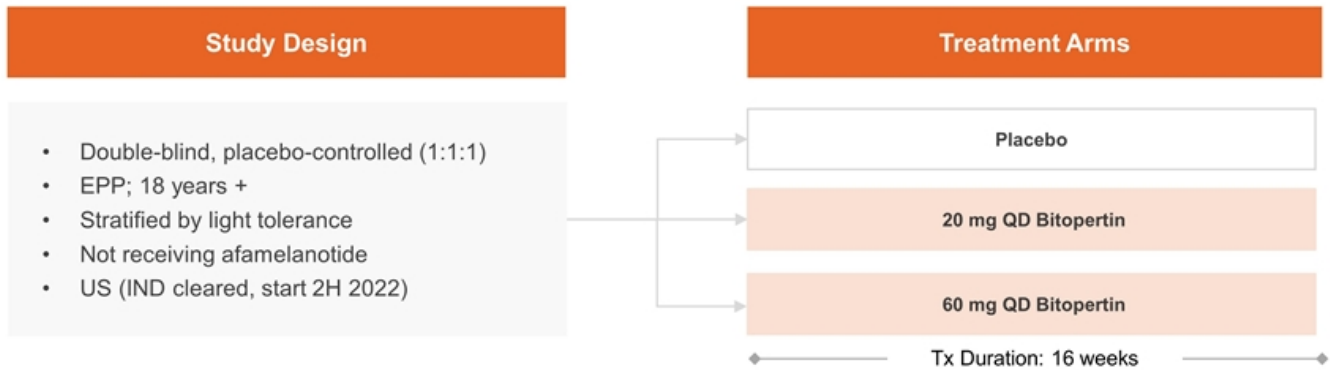 Study Design
• Double-blind, placebo-controlled (1:1:1)
• EPP; 18 years +
• Stratified by light tolerance
• Not receiving afamelanotide
• US (IND cleared, start 2H 2022)
Treatment Arms
Placebo
20 mg QD Bitopertin
60 mg QD Bitopertin
Tx Duration: 16 weeks